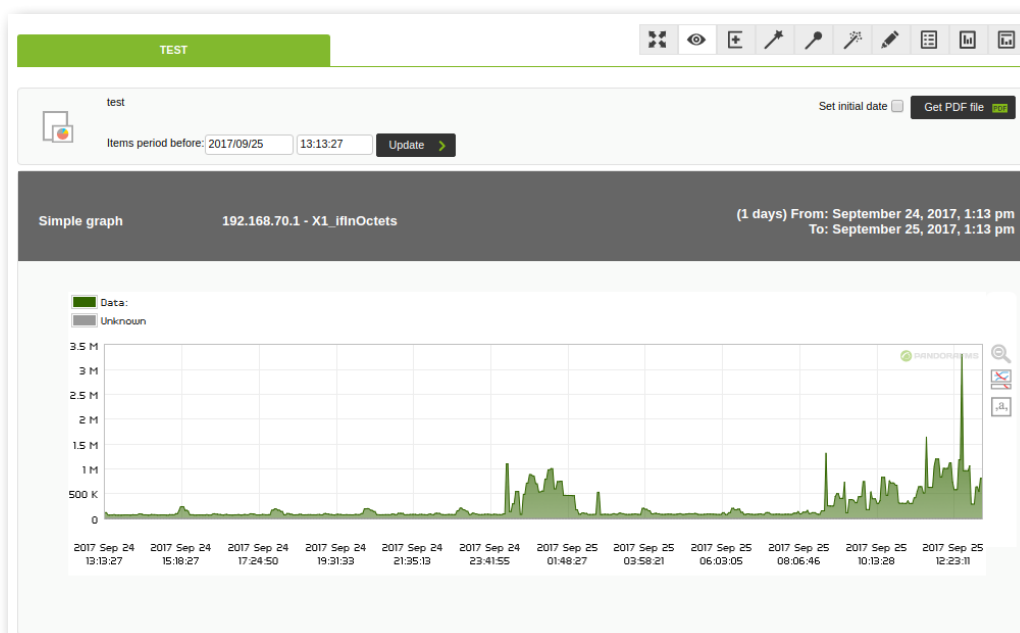 TEST
test
Set initial date
Get PDF file PDF
Items period before: 2017/09/25 13:13:27 Update
Simple graph
192.168.70.1 - X1_ifInOctets
(1 days) From: September 24, 2017, 1:13 pm
To: September 25, 2017, 1:13 pm
Data:
Unknown
PANDORAFMS
3.5 M
3 M
2.5 M
2 M
1.5 M
1 M
500 K
0
2017 Sep 24 2017 Sep 24 2017 Sep 24 2017 Sep 24 2017 Sep 24 2017 Sep 24 2017 Sep 25 2017 Sep 25 2017 Sep 25 2017 Sep 25 2017 Sep 25 2017 Sep 25
13:13:27 15:18:27 17:24:50 19:31:33 21:35:13 23:41:55 01:48:27 03:58:21 06:03:05 08:06:46 10:13:28 12:23:11